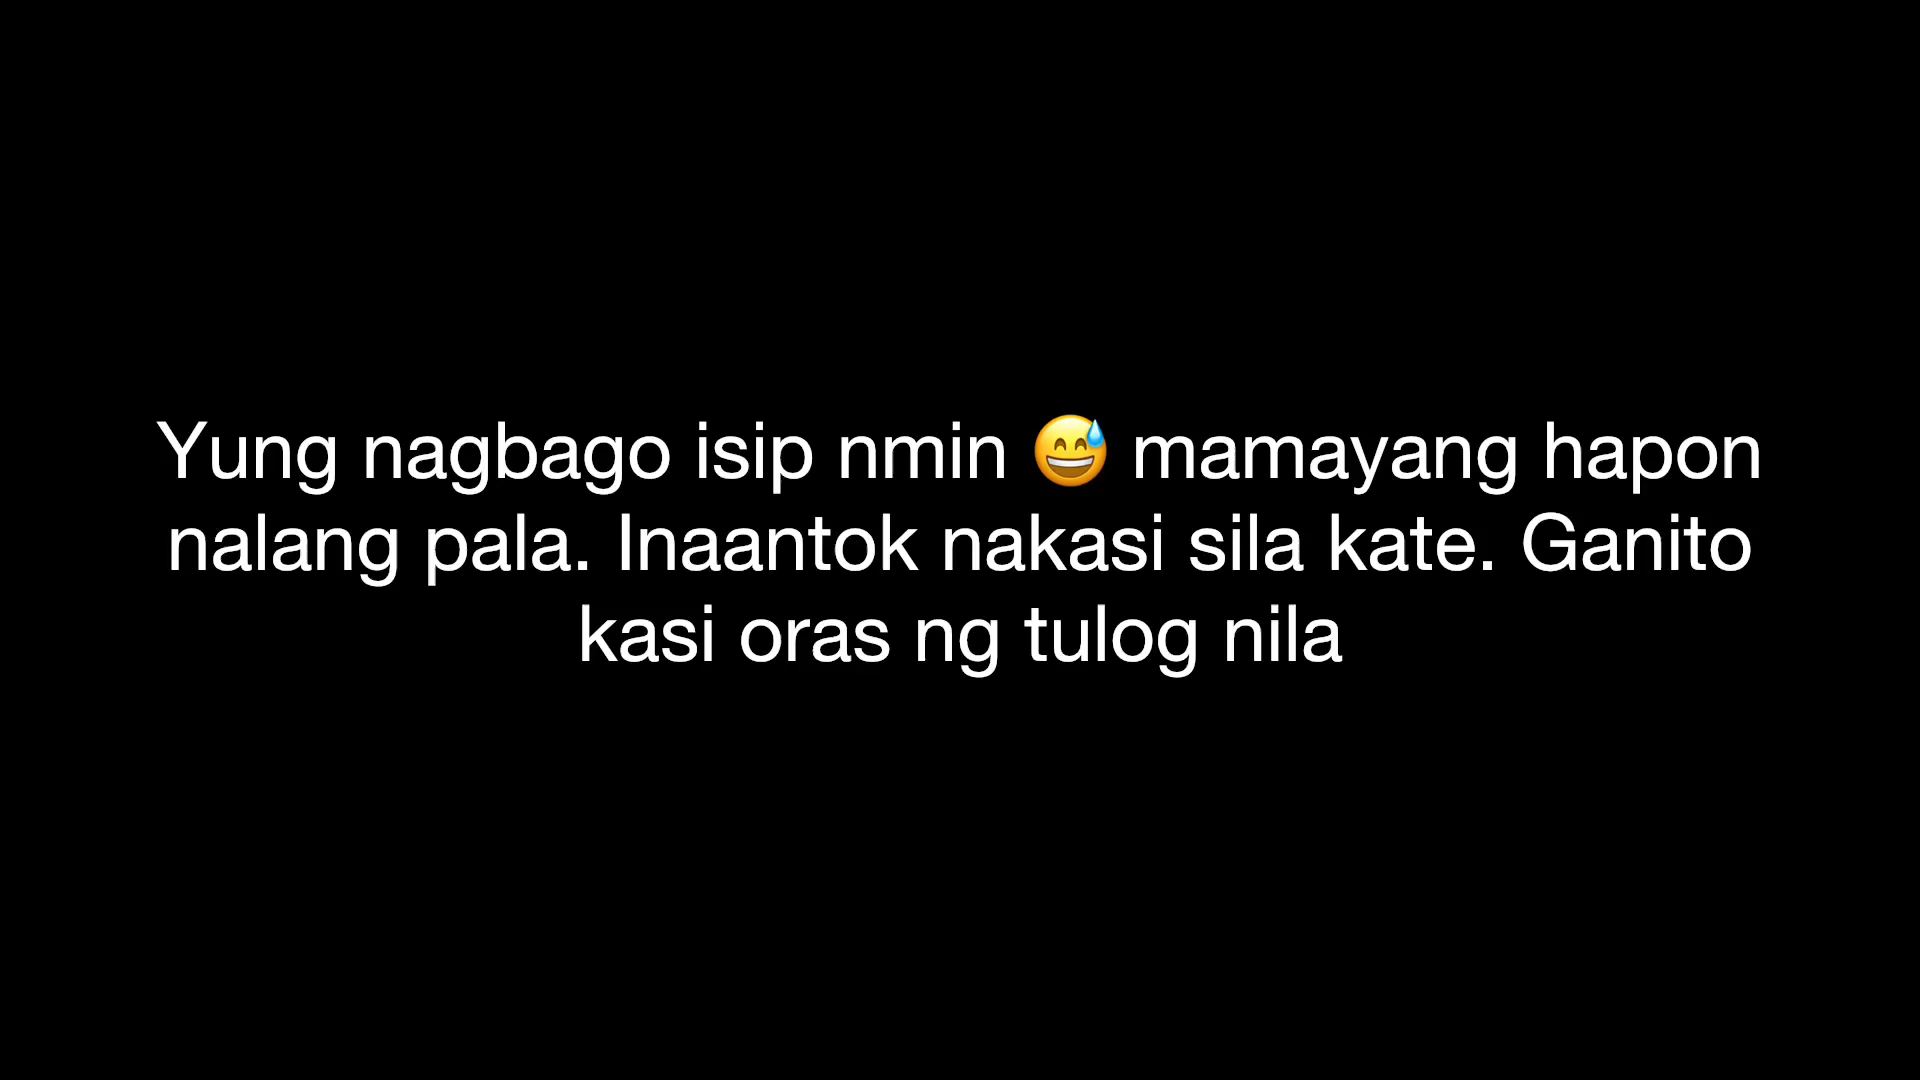 Yung nagbago isip nmin 😅 mamayang hapon
nalang pala. Inaantok nakasi sila kate. Ganito
kasi oras ng tulog nila